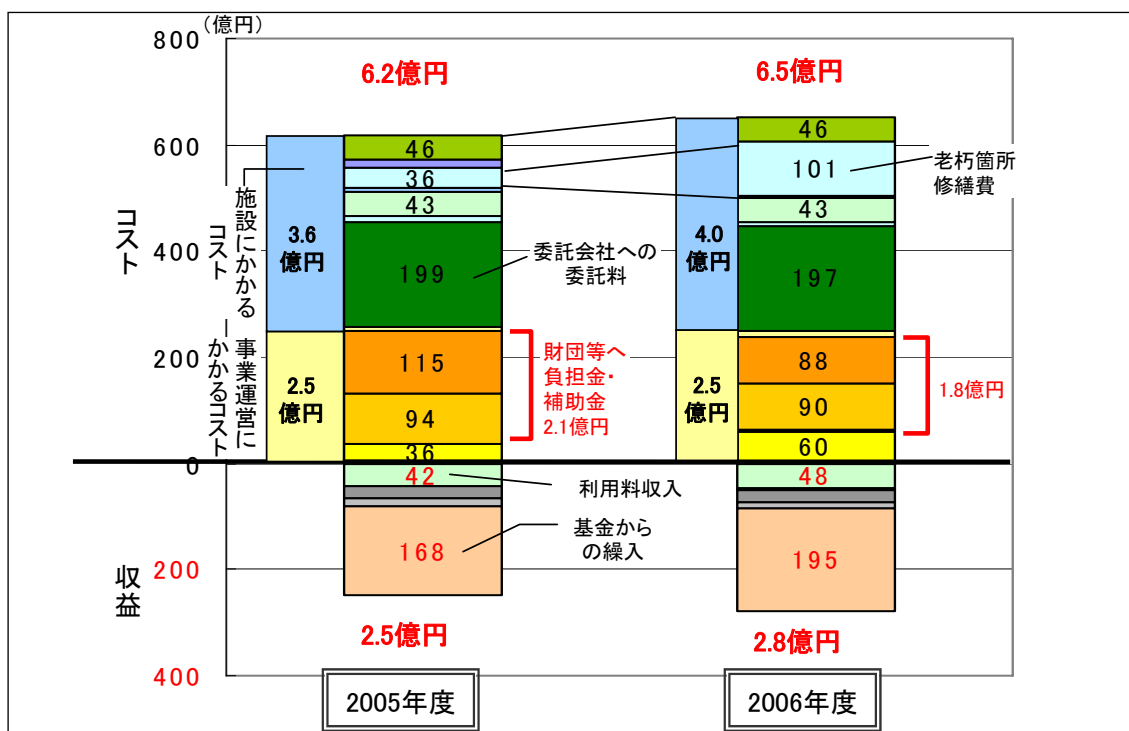 （億円）
800
600
400
200
0
200
400
コスト
収益
施設にかかる
コスト
事業運営に
かかるコスト
6.2億円
3.6
億円
2.5
億円
46
36
43
199
115
94
36
42
168
2.5億円
2005年度
委託会社への
委託料
財団等へ
負担金・
補助金
2.1億円
利用料収入
基金から
の繰入
6.5億円
4.0
億円
2.5
億円
46
101
43
197
88
90
60
48
195
2.8億円
2006年度
老朽箇所
修繕費
1.8億円